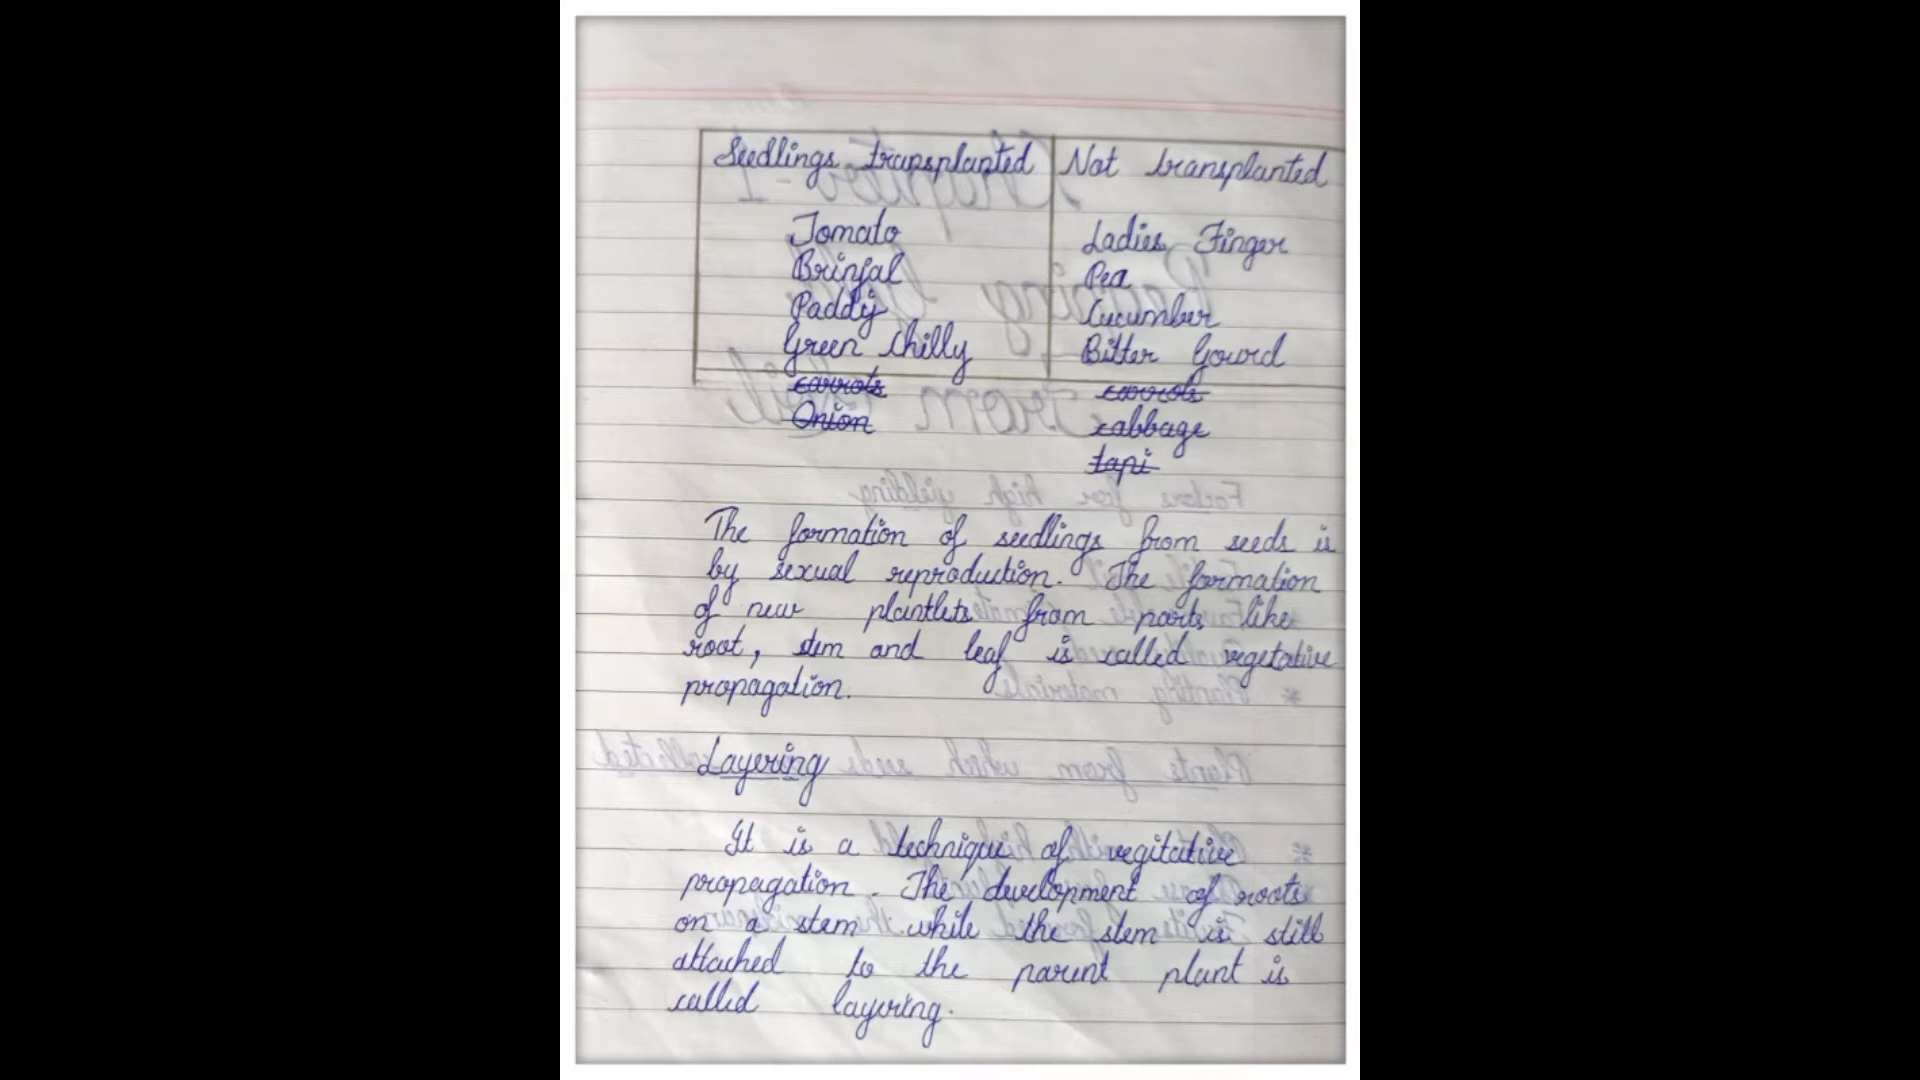 Seedlings transplanted Not transplanted
Tomato Ladies Finger
Brinjal Pea
Paddy Cucumber
Green chilly Bitter Gourd
carrots carrots
Onion cabbage
tapi
The formation of seedlings from seeds is
by sexual reproduction. The formation
of new plantlets from parts like
root, stem and leaf is called vegetative
propagation.
Layering
It is a technique of vegitative
propagation. The development of roots
on a stem while the stem is still
attached to the parent plant is
called layering.